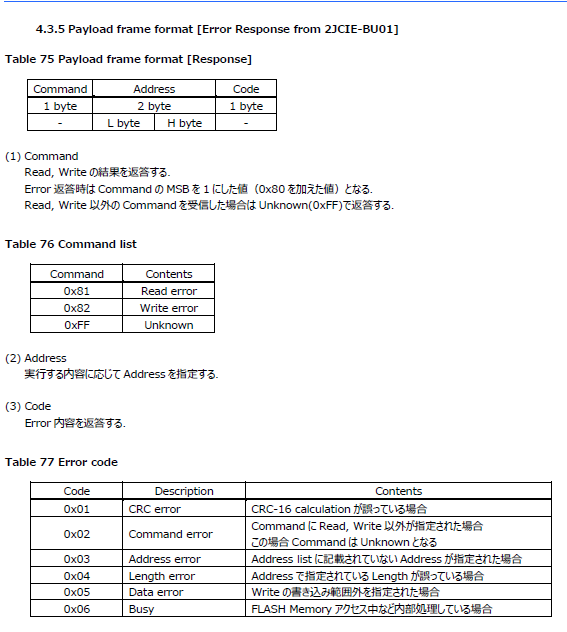 4.3.5 Payload frame format [Error Response from 2JCIE-BU01]
Table 75 Payload frame format [Response]
Command Address Code
1 byte 2 byte 1 byte
- L byte H byte -
(1) Command
Read, Write の結果を返答する.
Error 返答時は Command の MSB を 1 にした値（0x80 を加えた値）となる.
Read, Write 以外の Command を受信した場合は Unknown(0xFF)で返答する.
Table 76 Command list
Command Contents
0x81 Read error
0x82 Write error
0xFF Unknown
(2) Address
実行する内容に応じて Address を指定する.
(3) Code
Error 内容を返答する.
Table 77 Error code
Code Description Contents
0x01 CRC error CRC-16 calculation が誤っている場合
0x02 Command error Command に Read, Write 以外が指定された場合
この場合 Command は Unknown となる
0x03 Address error Address list に記載されていない Address が指定された場合
0x04 Length error Address で指定されている Length が誤っている場合
0x05 Data error Write の書き込み範囲外を指定された場合
0x06 Busy FLASH Memory アクセス中など内部処理している場合